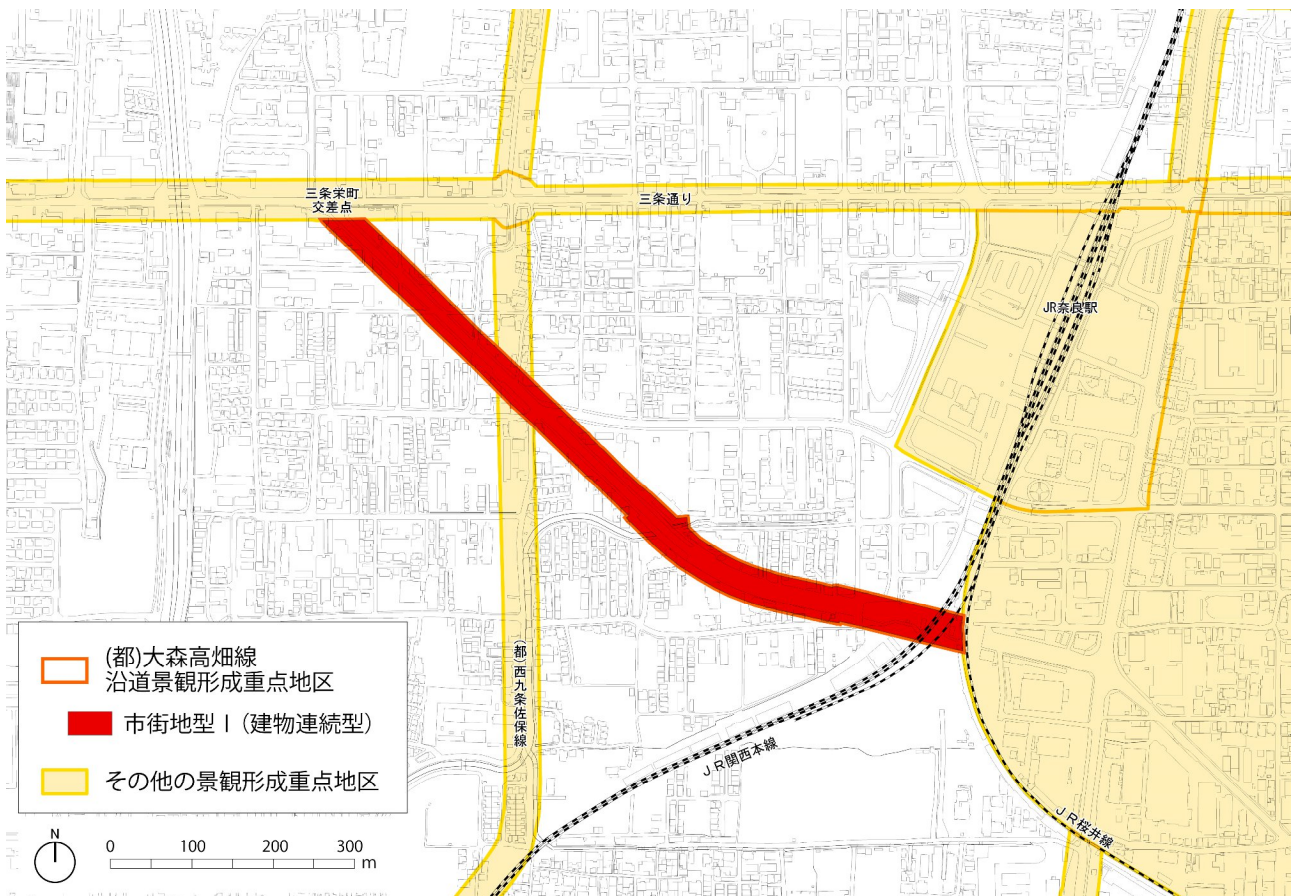 三条栄町
交差点
三条通り
JR奈良駅
(都)西九条佐保線
JR関西本線
JR桜井線
(都)大森高畑線
沿道景観形成重点地区
市街地型Ⅰ(建物連続型)
その他の景観形成重点地区
N
0 100 200 300
m